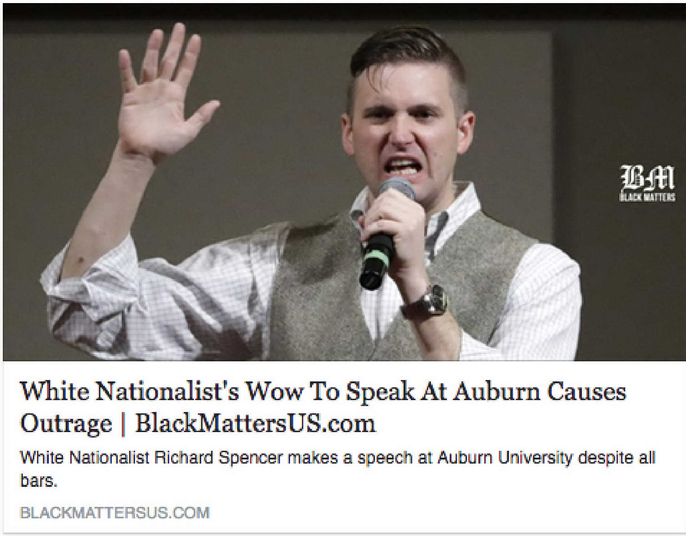 BM
BLACK MATTERS
White Nationalist's Wow To Speak At Auburn Causes
Outrage | BlackMattersUS.com
White Nationalist Richard Spencer makes a speech at Auburn University despite all
bars.
BLACKMATTERSUS.COM